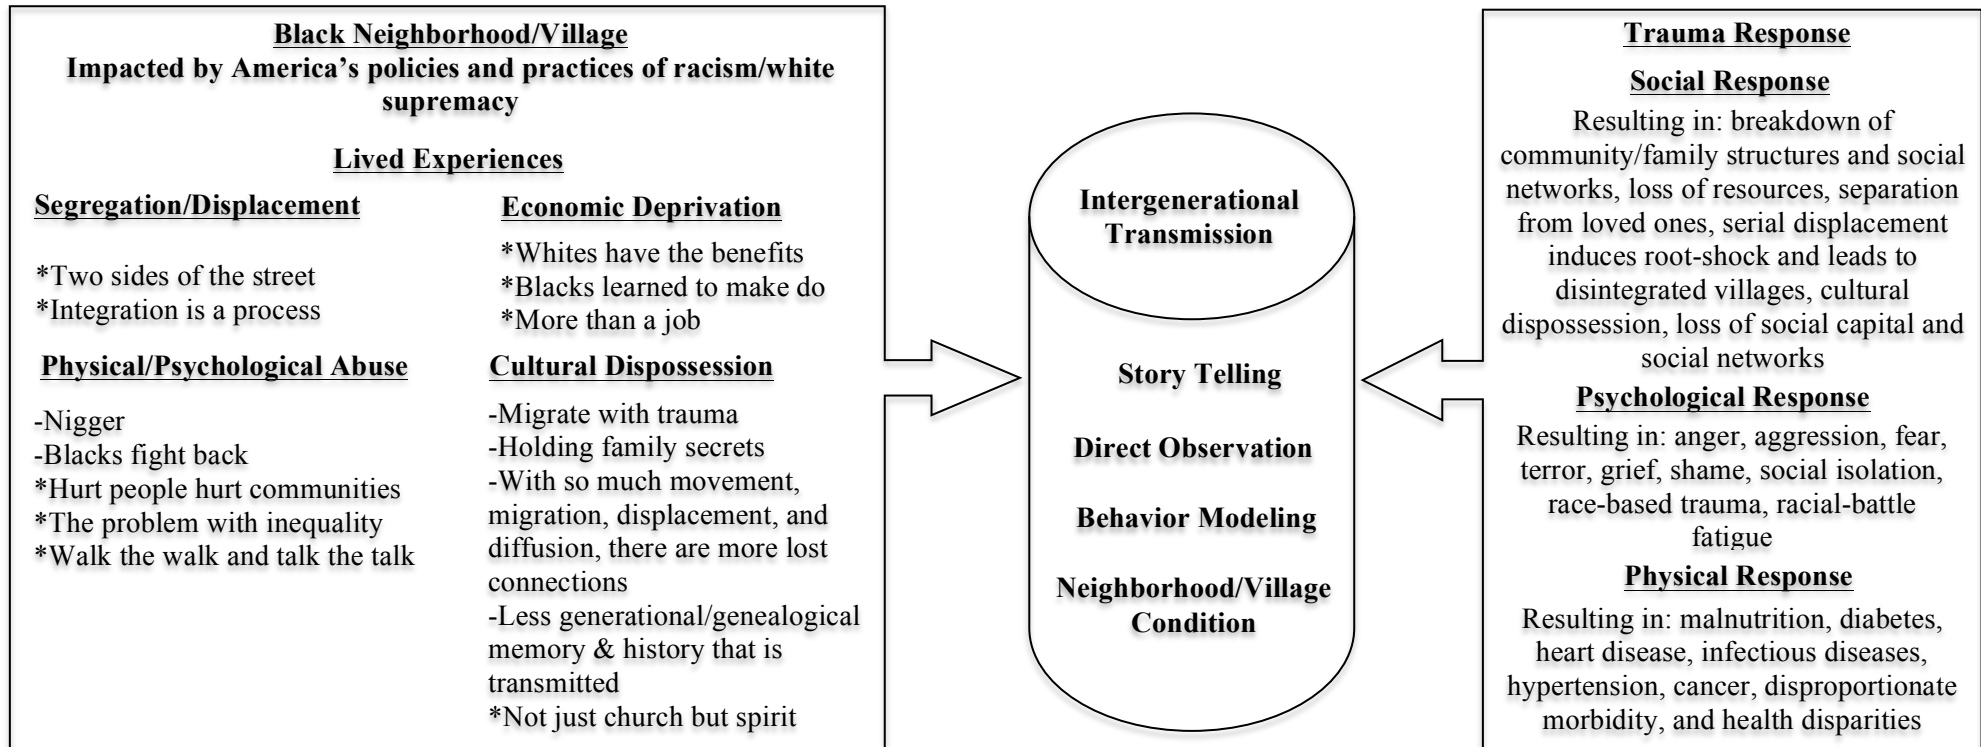 Black Neighborhood/Village
Impacted by America’s policies and practices of racism/white
supremacy
Lived Experiences
Segregation/Displacement
*Two sides of the street
*Integration is a process
Economic Deprivation
*Whites have the benefits
*Blacks learned to make do
*More than a job
Physical/Psychological Abuse
-Nigger
-Blacks fight back
*Hurt people hurt communities
*The problem with inequality
*Walk the walk and talk the talk
Cultural Dispossession
-Migrate with trauma
-Holding family secrets
-With so much movement,
migration, displacement, and
diffusion, there are more lost
connections
-Less generational/genealogical
memory & history that is
transmitted
*Not just church but spirit
Intergenerational
Transmission
Story Telling
Direct Observation
Behavior Modeling
Neighborhood/Village
Condition
Trauma Response
Social Response
Resulting in: breakdown of
community/family structures and social
networks, loss of resources, separation
from loved ones, serial displacement
induces root-shock and leads to
disintegrated villages, cultural
dispossession, loss of social capital and
social networks
Psychological Response
Resulting in: anger, aggression, fear,
terror, grief, shame, social isolation,
race-based trauma, racial-battle
fatigue
Physical Response
Resulting in: malnutrition, diabetes,
heart disease, infectious diseases,
hypertension, cancer, disproportionate
morbidity, and health disparities